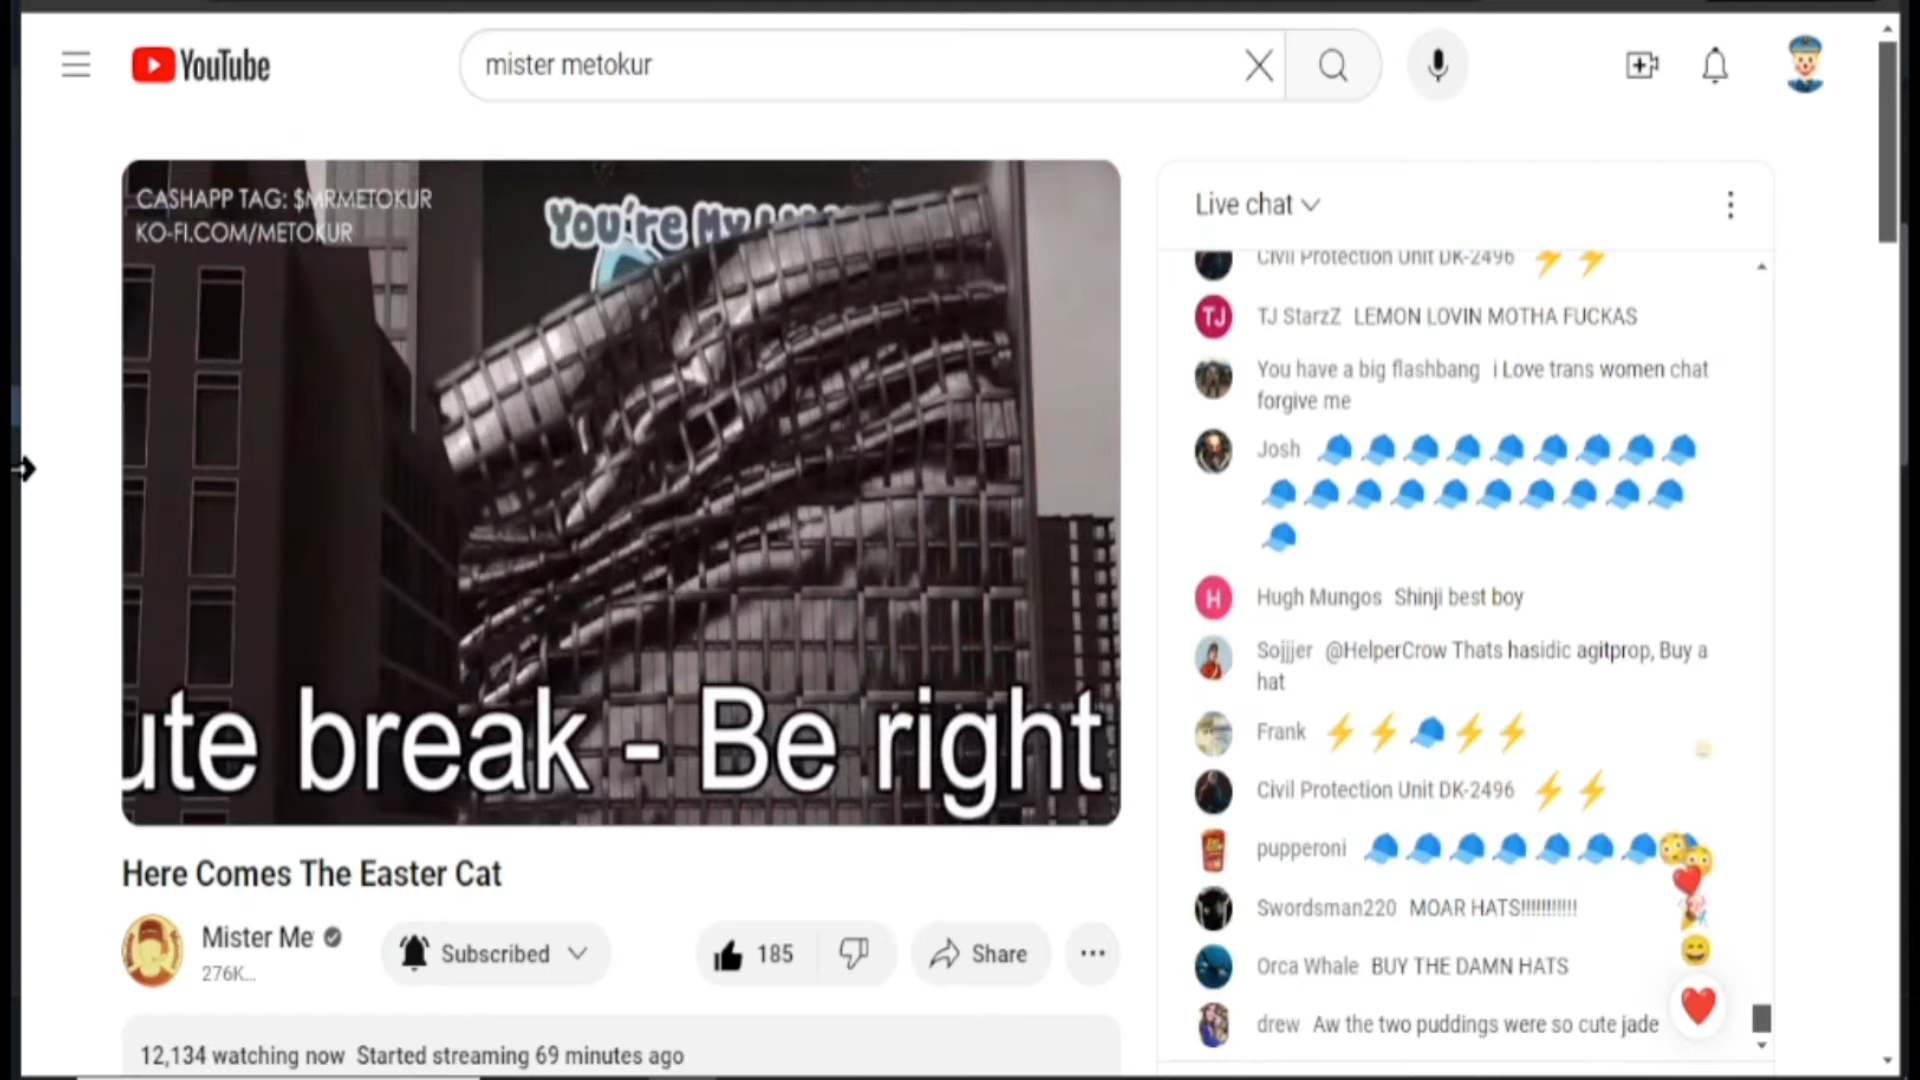 YouTube
mister metokur
CASHAPP TAG: $MRMETOKUR
KO-FI.COM/METOKUR
You're My
ute break - Be right
Here Comes The Easter Cat
Mister Me
276K...
Subscribed
185
Share
12,134 watching now Started streaming 69 minutes ago
Live chat
Civil Protection Unit DK-2496 ⚡⚡
TJ
TJ StarzZ LEMON LOVIN MOTHA FUCKAS
You have a big flashbang i Love trans women chat
forgive me
Josh 🧢🧢🧢🧢🧢🧢🧢🧢🧢
🧢🧢🧢🧢🧢🧢🧢🧢🧢🧢
🧢
H
Hugh Mungos Shinji best boy
Sojjjer @HelperCrow Thats hasidic agitprop, Buy a
hat
Frank ⚡⚡🧢⚡⚡
Civil Protection Unit DK-2496 ⚡⚡
pupperoni 🧢🧢🧢🧢🧢🧢🧢🧢
Swordsman220 MOAR HATS!!!!!!!!!!!
Orca Whale BUY THE DAMN HATS
drew Aw the two puddings were so cute jade